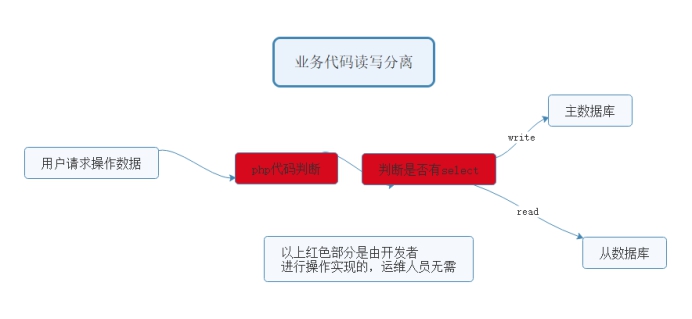 业务代码读写分离
主数据库
write
用户请求操作数据
php代码判断
判断是否有select
read
从数据库
以上红色部分是由开发者
进行操作实现的，运维人员无需